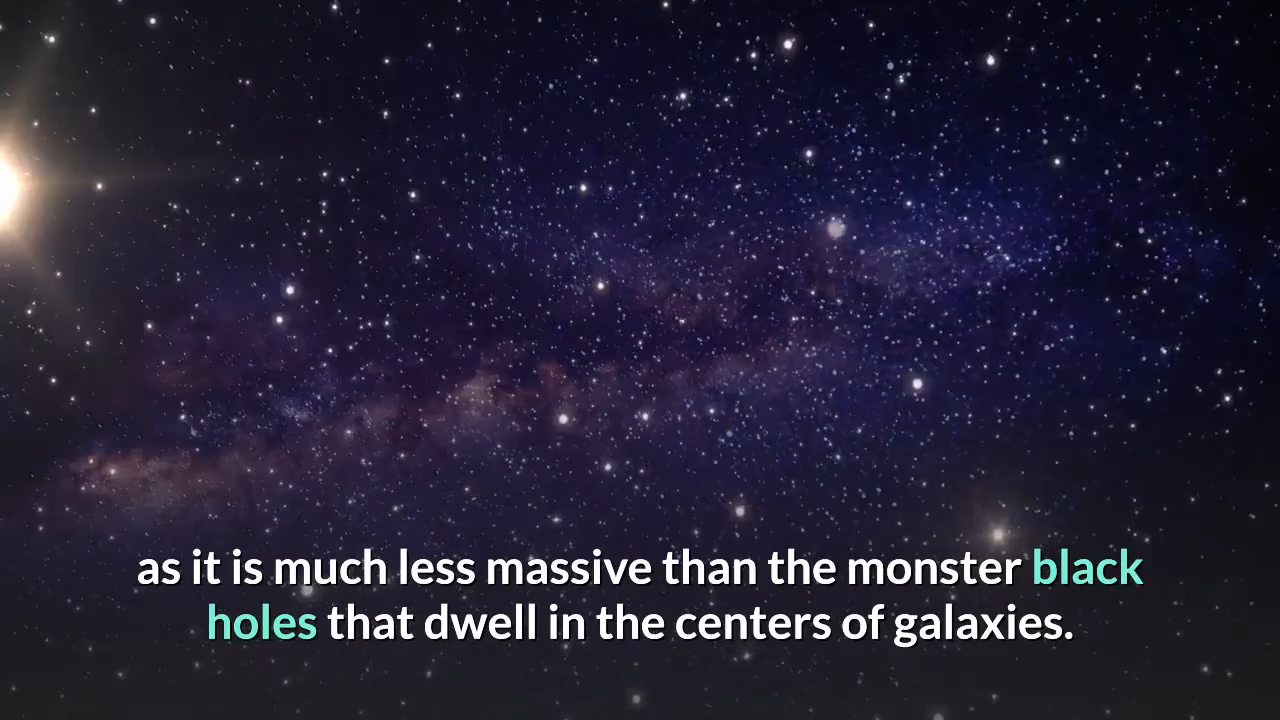 as it is much less massive than the monster black
holes that dwell in the centers of galaxies.